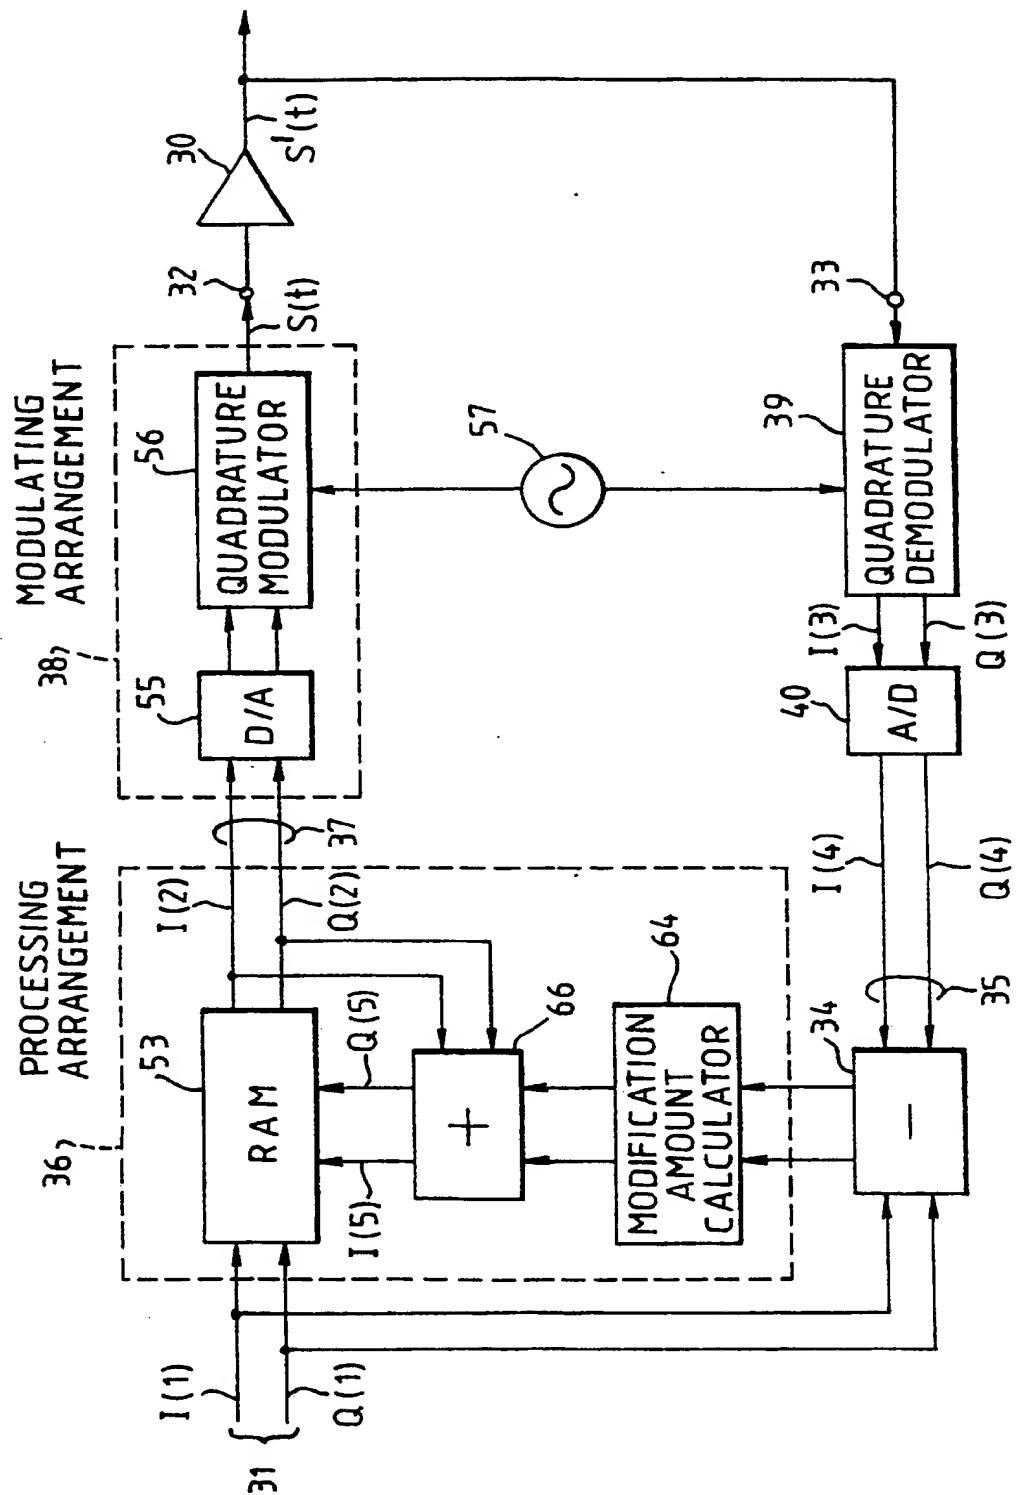 PROCESSING
ARRANGEMENT
MODULATING
ARRANGEMENT
36
38
53
RAM
I(2)
Q(2)
37
55
D/A
56
QUADRATURE
MODULATOR
32
S(t)
30
S'(t)
I(1)
Q(1)
31
I(5)
Q(5)
+
66
57
MODIFICATION
AMOUNT
CALCULATOR
64
−
34
35
I(4)
Q(4)
40
A/D
I(3)
Q(3)
39
QUADRATURE
DEMODULATOR
33